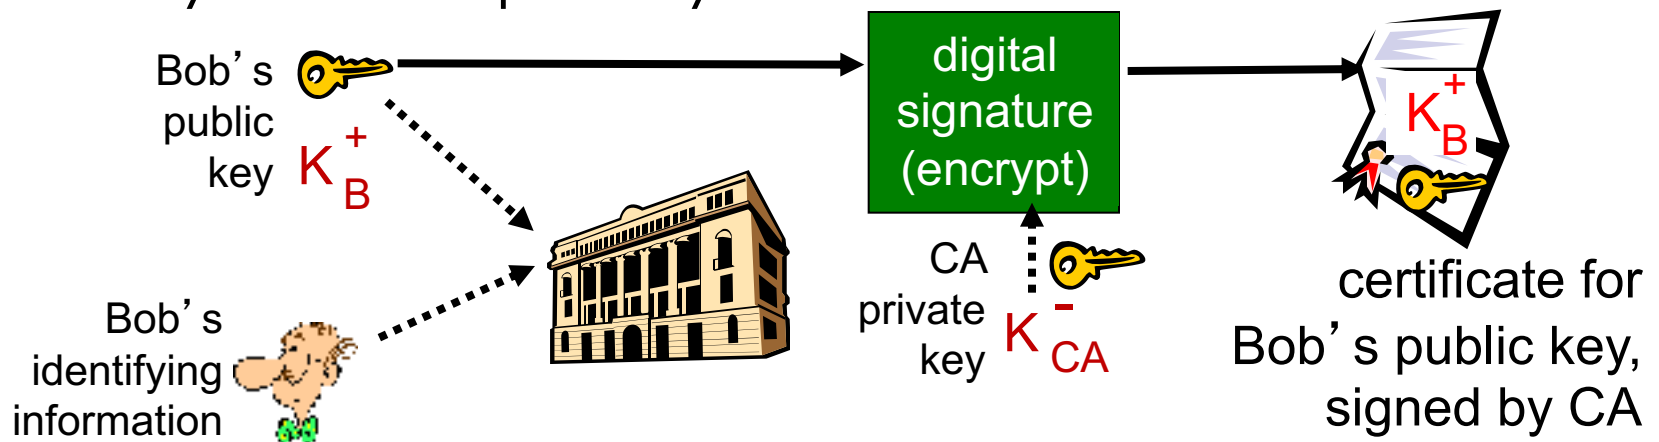 Bob's
public
key
K+B
digital
signature
(encrypt)
K+B
CA
private
key
K-CA
certificate for
Bob's public key,
signed by CA
Bob's
identifying
information